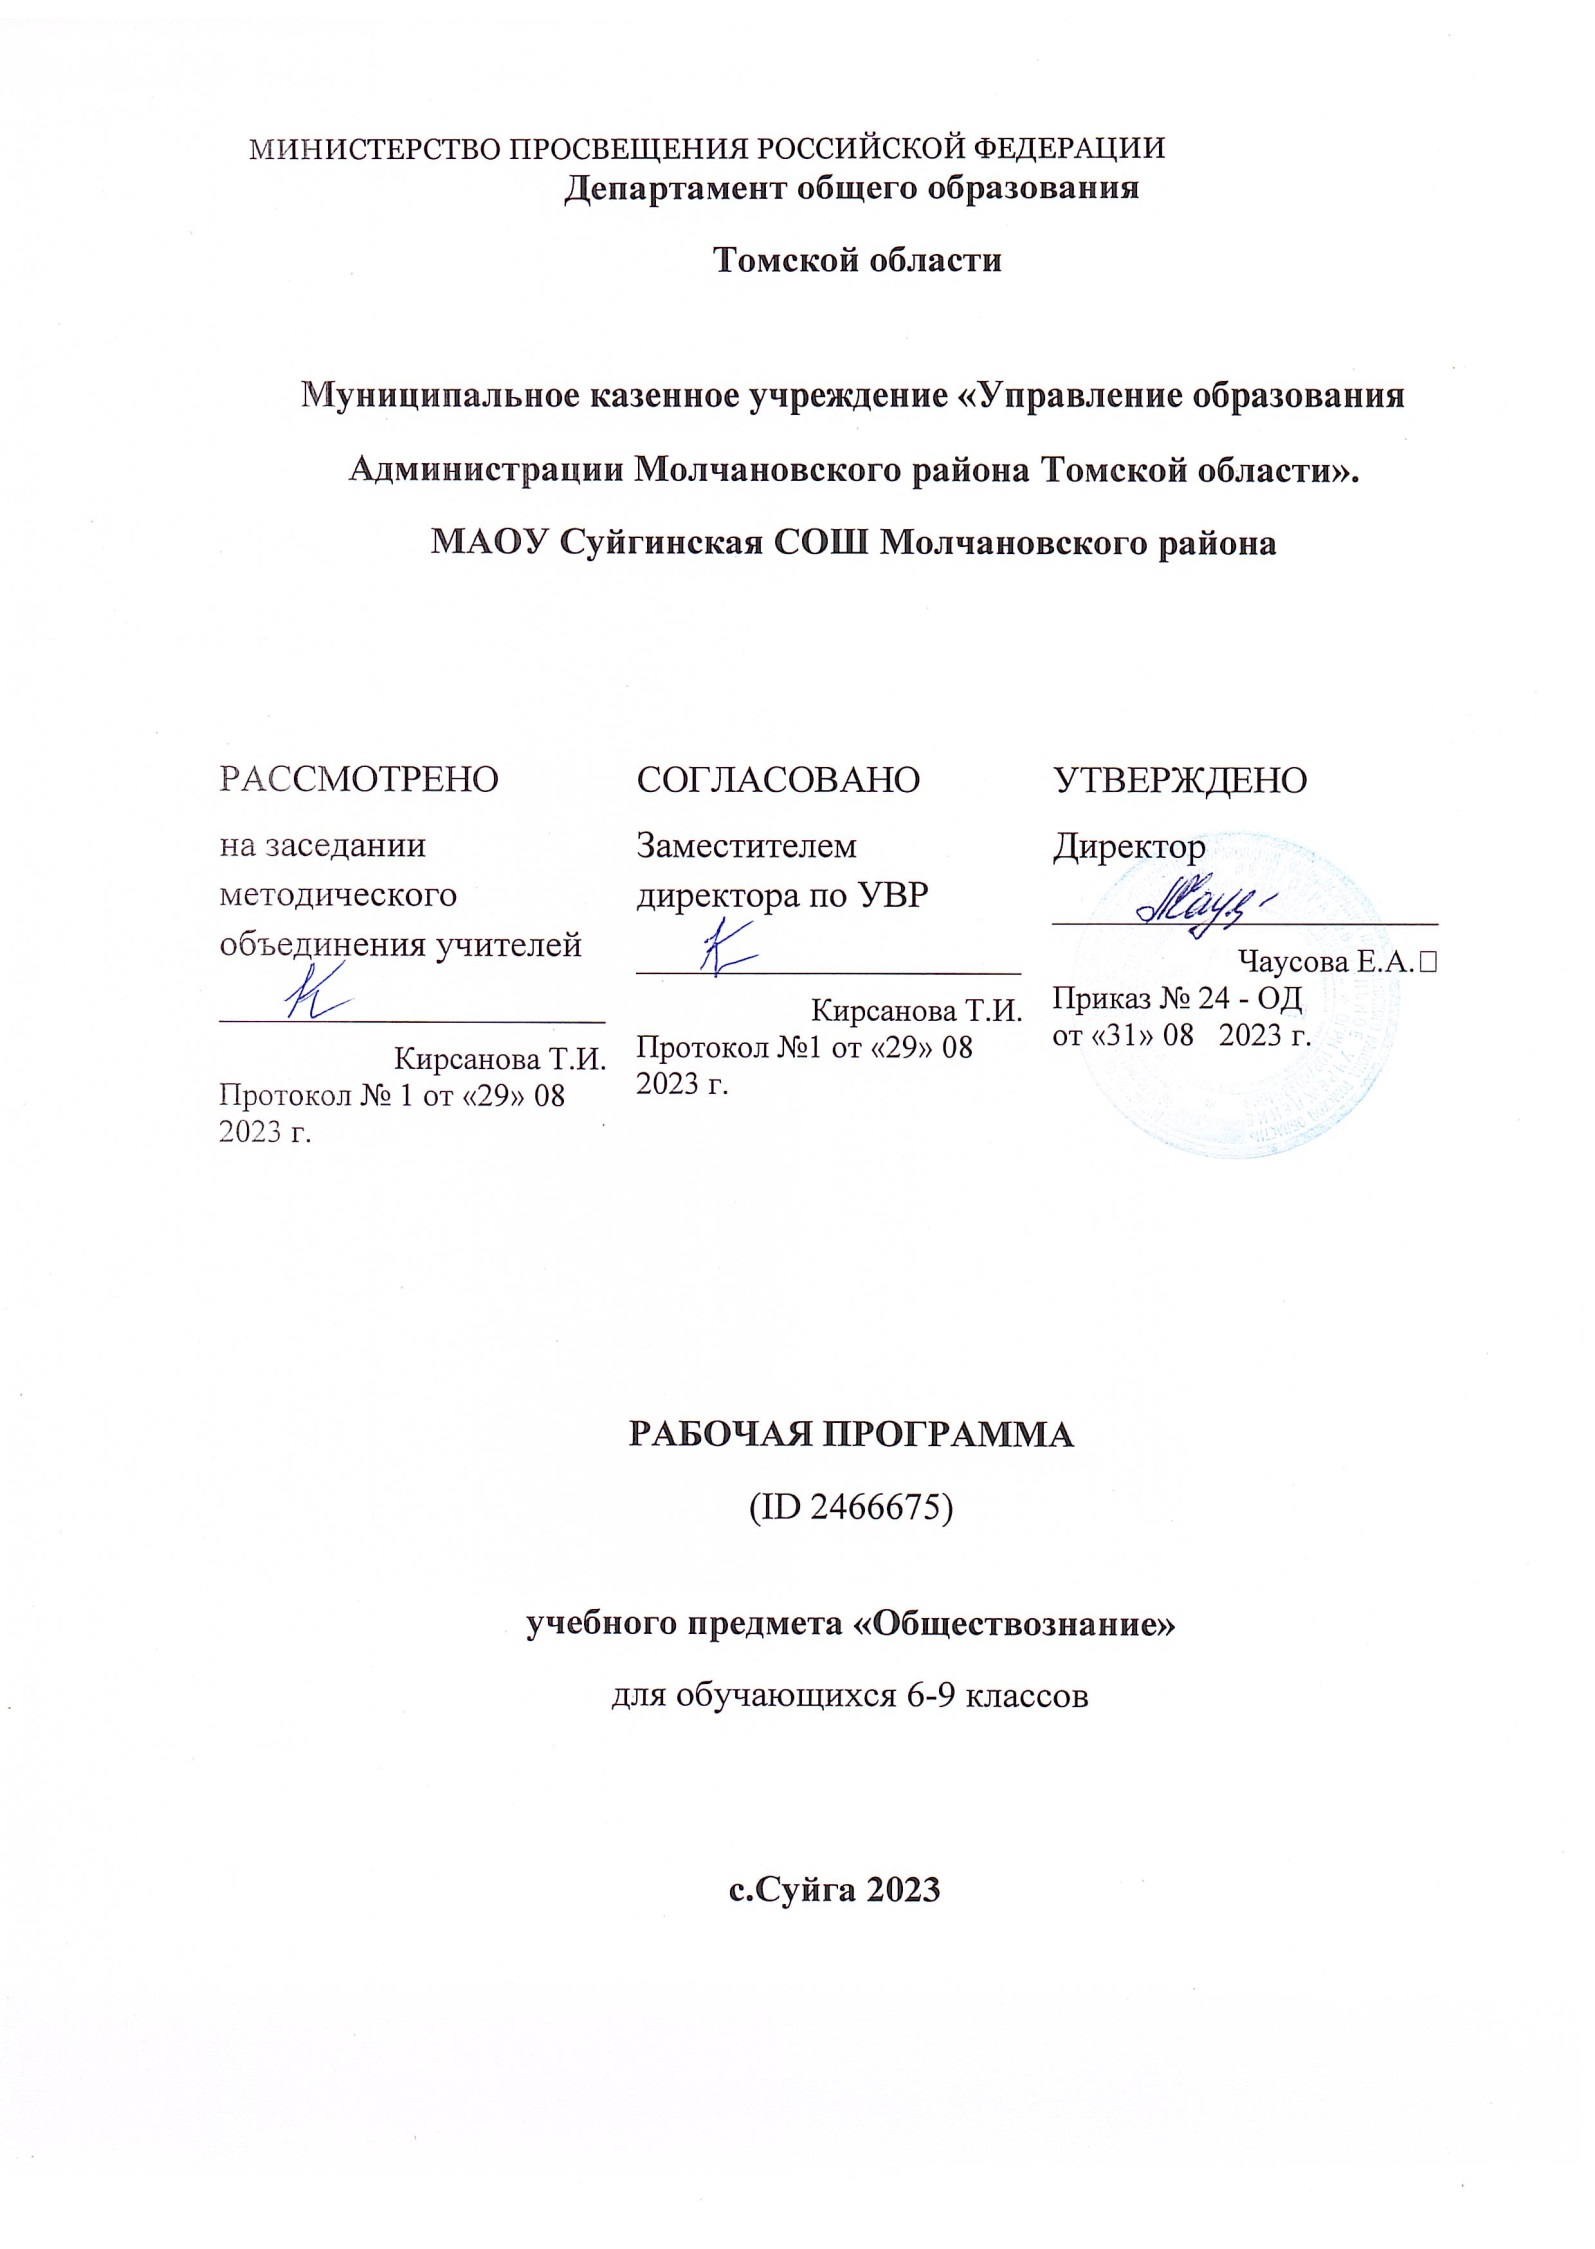 МИНИСТЕРСТВО ПРОСВЕЩЕНИЯ РОССИЙСКОЙ ФЕДЕРАЦИИ
Департамент общего образования
Томской области
Муниципальное казенное учреждение «Управление образования
Администрации Молчановского района Томской области».
МАОУ Суйгинская СОШ Молчановского района
РАССМОТРЕНО
на заседании
методического
объединения учителей
Кирсанова Т.И.
Протокол № 1 от «29» 08
2023 г.
СОГЛАСОВАНО
Заместителем
директора по УВР
Кирсанова Т.И.
Протокол №1 от «29» 08
2023 г.
УТВЕРЖДЕНО
Директор
Чаусова Е.А.
Приказ № 24 - ОД
от «31» 08 2023 г.
РАБОЧАЯ ПРОГРАММА
(ID 2466675)
учебного предмета «Обществознание»
для обучающихся 6-9 классов
с.Суйга 2023